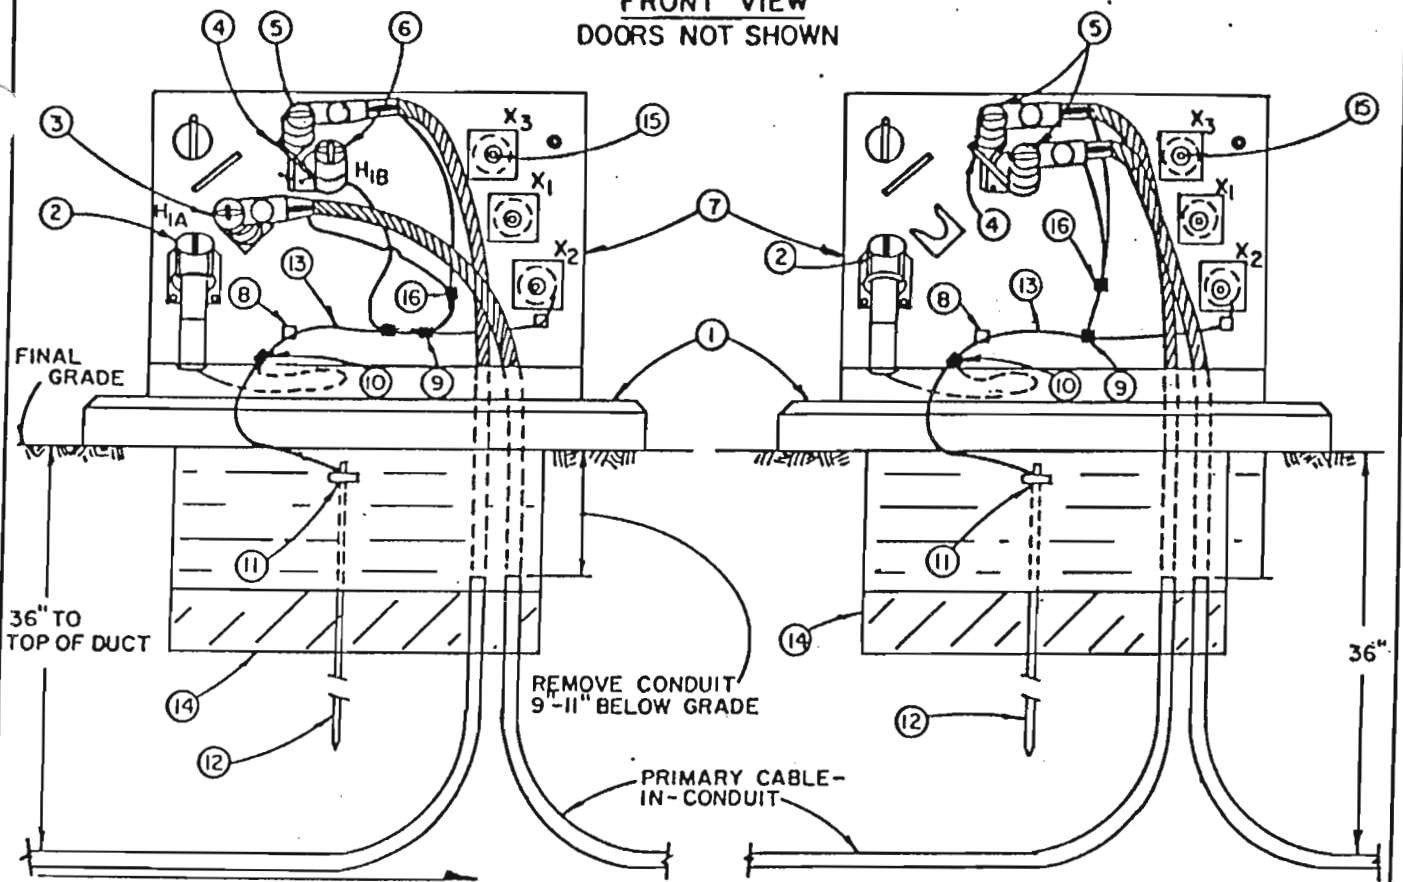 FRONT VIEW
DOORS NOT SHOWN
4
5
6
5
3
15
15
X3
X3
H1B
X1
X1
2
H1A
7
4
16
X2
X2
2
13
8
16
8
13
1
FINAL
GRADE
10
9
10
9
11
11
36" TO
TOP OF DUCT
14
36"
REMOVE CONDUIT
9"-11" BELOW GRADE
14
12
12
PRIMARY CABLE-
IN-CONDUIT